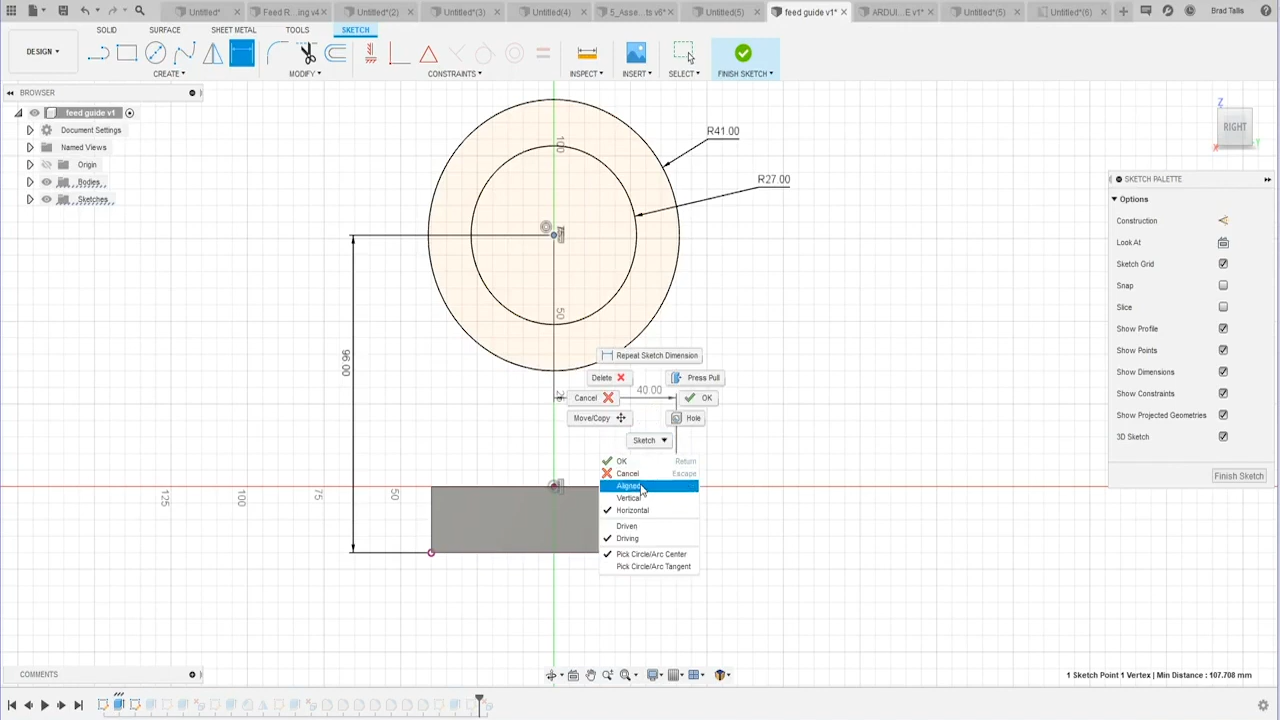 Untitled*
Feed R...ing v4*
Untitled*(2)
Untitled*(3)
Untitled(4)
5_Asse...ts v6*
Untitled(5)
feed guide v1*
ARDUI...E v1*
Untitled*(5)
Untitled*(6)
Brad Tallis
SOLID
SURFACE
SHEET METAL
TOOLS
SKETCH
DESIGN
CREATE
MODIFY
CONSTRAINTS
INSPECT
INSERT
SELECT
FINISH SKETCH
BROWSER
feed guide v1
Document Settings
Named Views
Origin
Bodies
Sketches
R41.00
R27.00
100
75
50
25
96.00
40.00
125
100
75
50
Z
RIGHT
X
Y
SKETCH PALETTE
Options
Construction
Look At
Sketch Grid
Snap
Slice
Show Profile
Show Points
Show Dimensions
Show Constraints
Show Projected Geometries
3D Sketch
Finish Sketch
Repeat Sketch Dimension
Delete
Press Pull
Cancel
OK
Move/Copy
Hole
Sketch
OK Return
Cancel Escape
Aligned
Vertical
Horizontal
Driven
Driving
Pick Circle/Arc Center
Pick Circle/Arc Tangent
COMMENTS
1 Sketch Point 1 Vertex | Min Distance : 107.708 mm